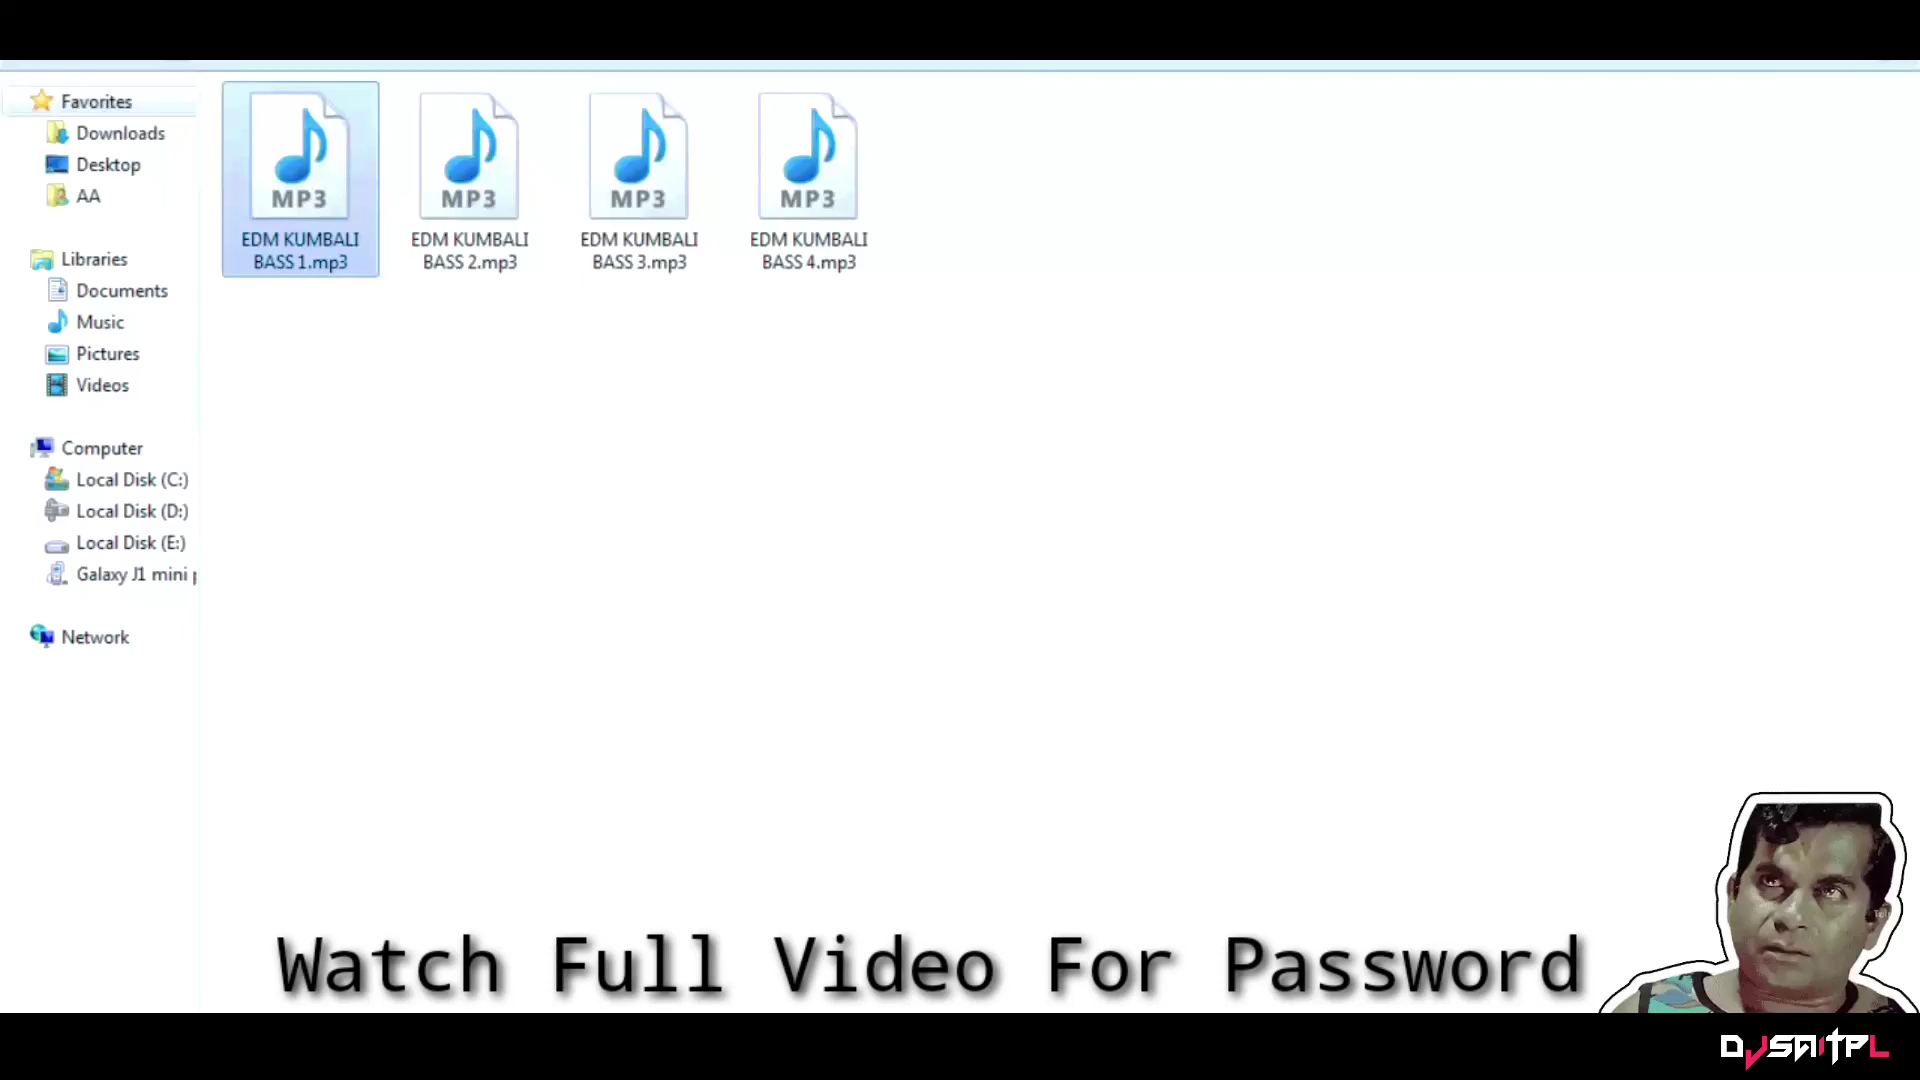 Favorites
Downloads
Desktop
AA
Libraries
Documents
Music
Pictures
Videos
Computer
Local Disk (C:)
Local Disk (D:)
Local Disk (E:)
Galaxy J1 mini
Network
MP3
EDM KUMBALI
BASS 1.mp3
MP3
EDM KUMBALI
BASS 2.mp3
MP3
EDM KUMBALI
BASS 3.mp3
MP3
EDM KUMBALI
BASS 4.mp3
Watch Full Video For Password
DJSAITPL